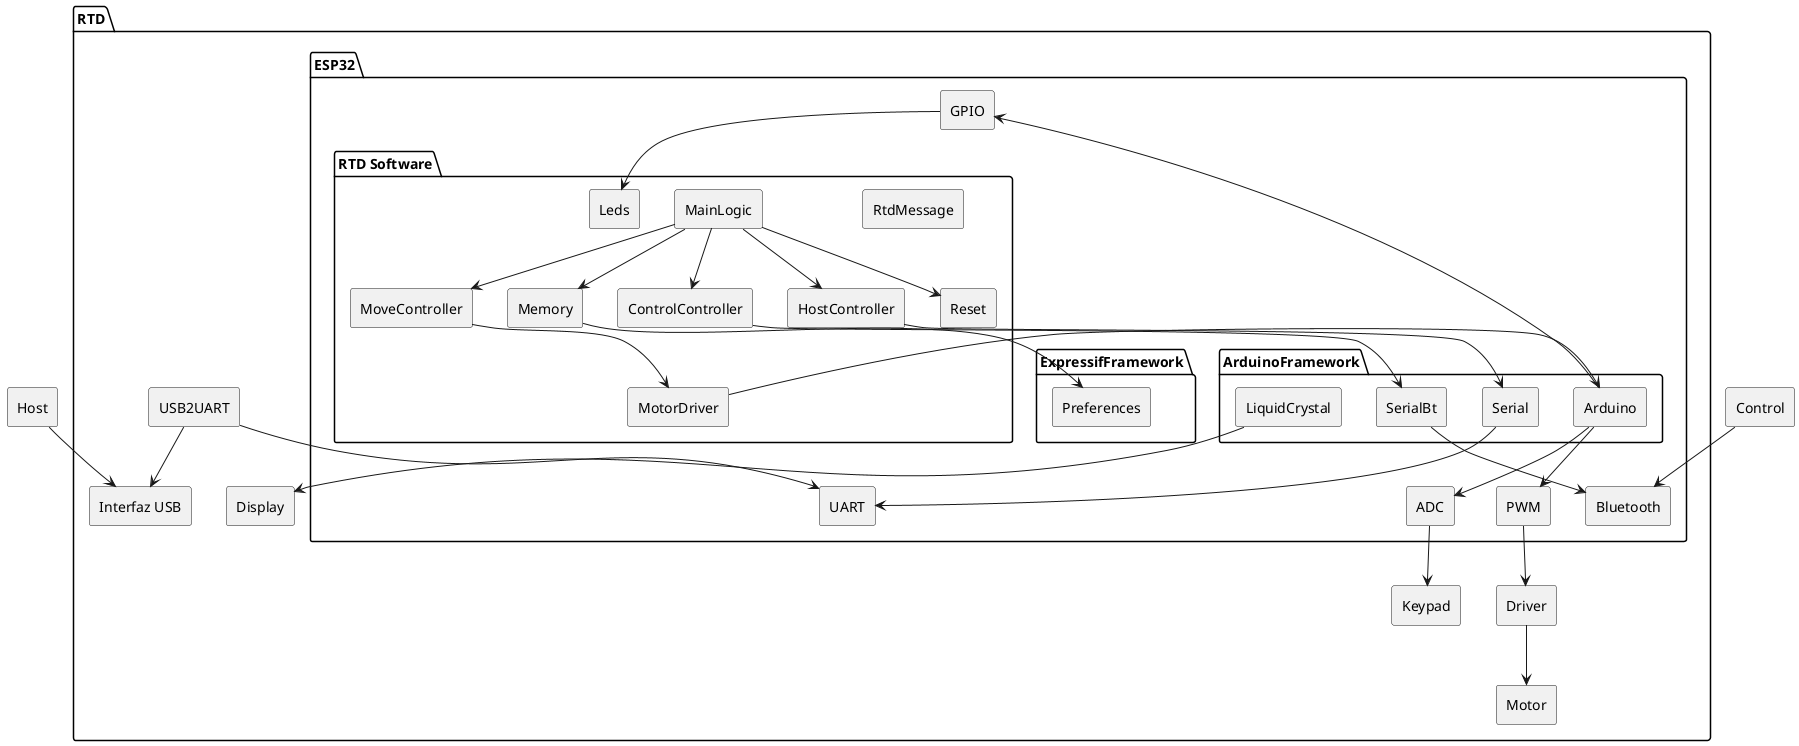 RTD
ESP32
GPIO
RTD Software
Leds
MainLogic
RtdMessage
MoveController
Memory
ControlController
HostController
Reset
ExpressifFramework
ArduinoFramework
Host
USB2UART
MotorDriver
Preferences
LiquidCrystal
SerialBt
Serial
Arduino
Control
Interfaz USB
Display
UART
ADC
PWM
Bluetooth
Keypad
Driver
Motor